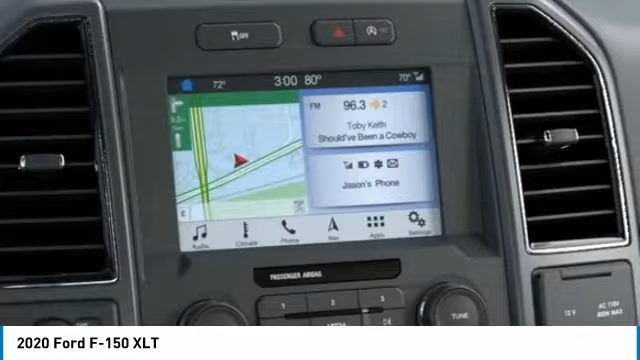 OFF
72°
3:00 80°
70°
FM 96.3 2
Toby Keith
Should've Been a Cowboy
Jason's Phone
Audio Climate Phone Nav Apps Settings
PASSENGER AIRBAG
1 2 3
MEDIA
TUNE
12 V
AC 110V
400W MAX
2020 Ford F-150 XLT